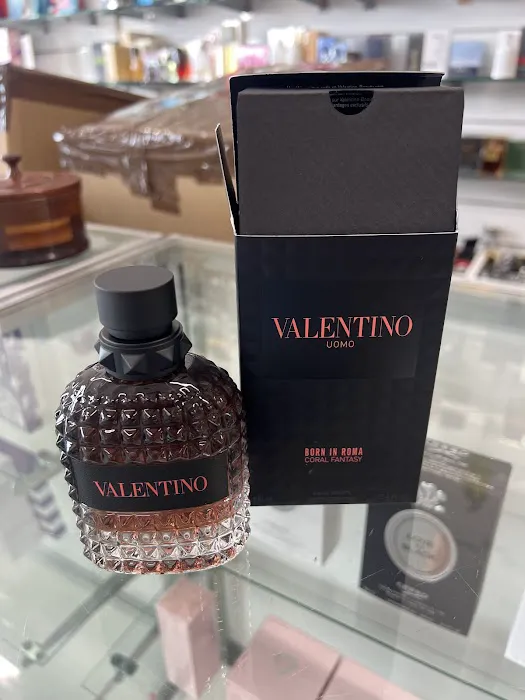 VALENTINO
UOMO
BORN IN ROMA
CORAL FANTASY
VALENTINO